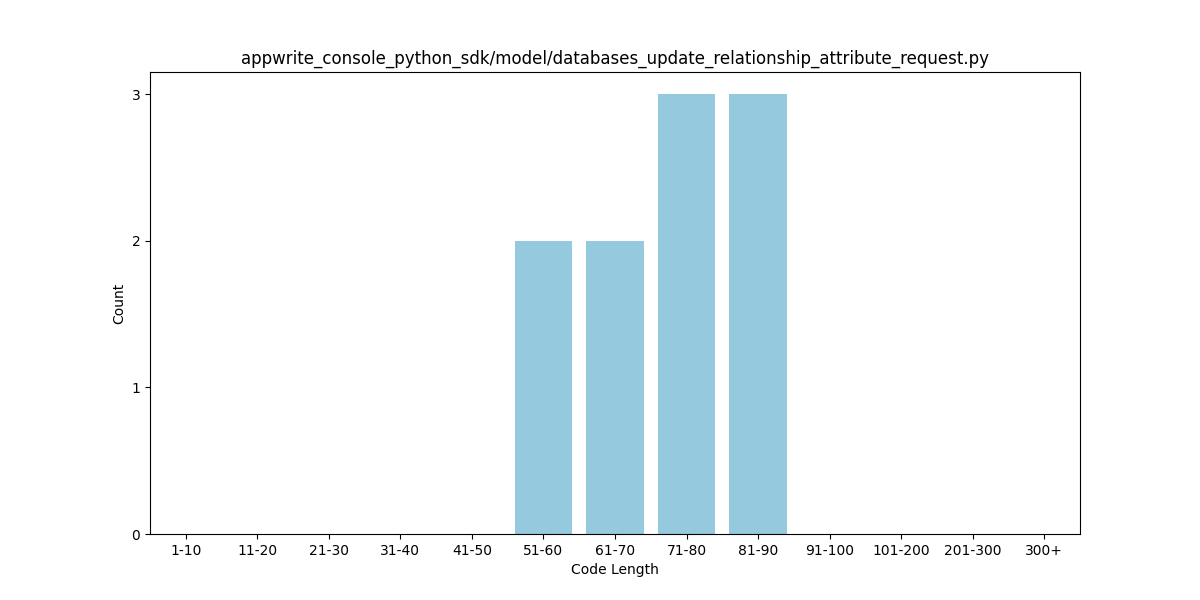 appwrite_console_python_sdk/model/databases_update_relationship_attribute_request.py
3
2
1
0
Count
1-10 11-20 21-30 31-40 41-50 51-60 61-70 71-80 81-90 91-100 101-200 201-300 300+
Code Length